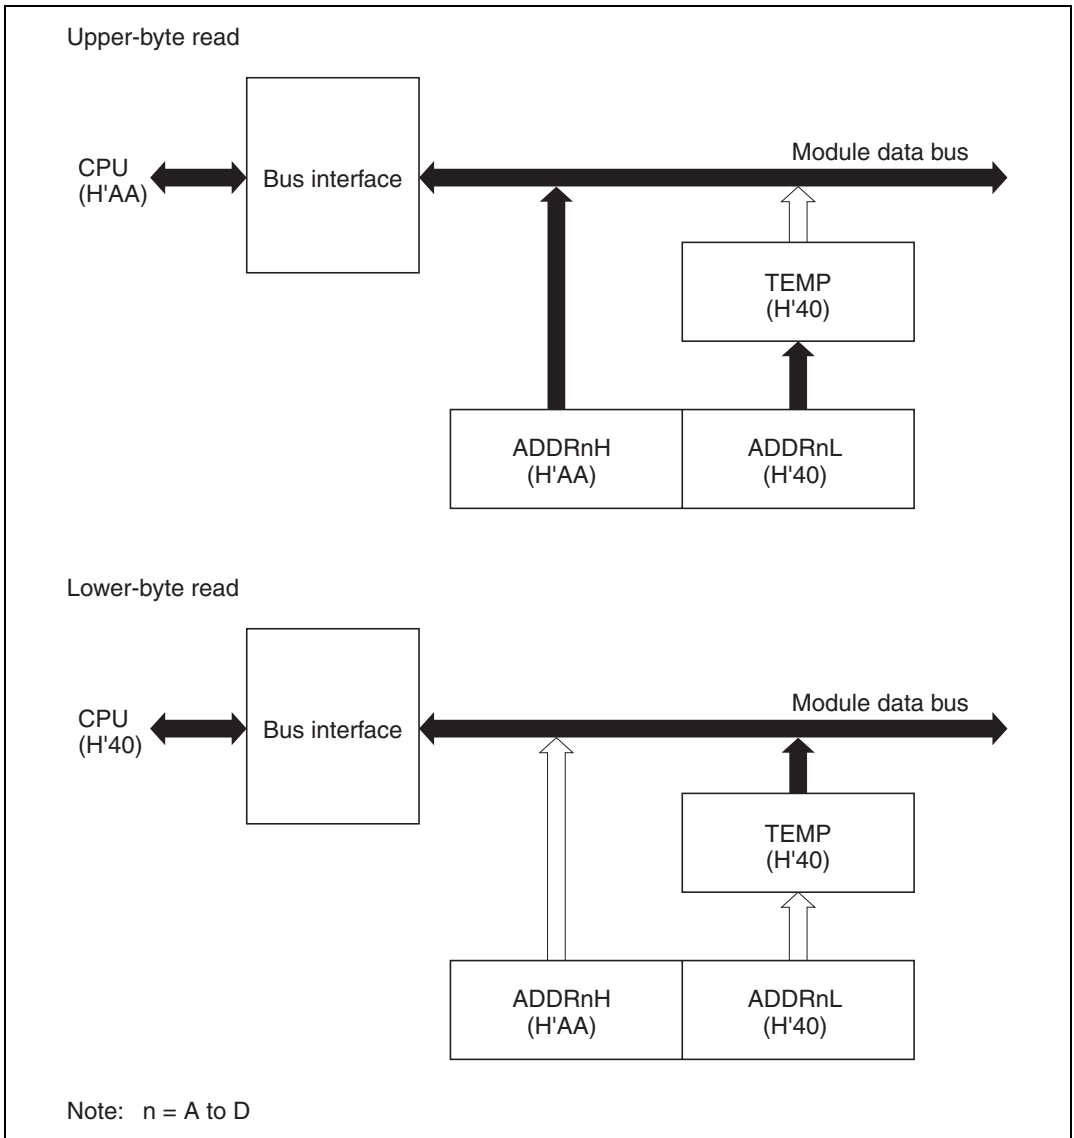 Upper-byte read
CPU
(H'AA)
Bus interface
Module data bus
TEMP
(H'40)
ADDRnH
(H'AA)
ADDRnL
(H'40)
Lower-byte read
CPU
(H'40)
Bus interface
Module data bus
TEMP
(H'40)
ADDRnH
(H'AA)
ADDRnL
(H'40)
Note: n = A to D